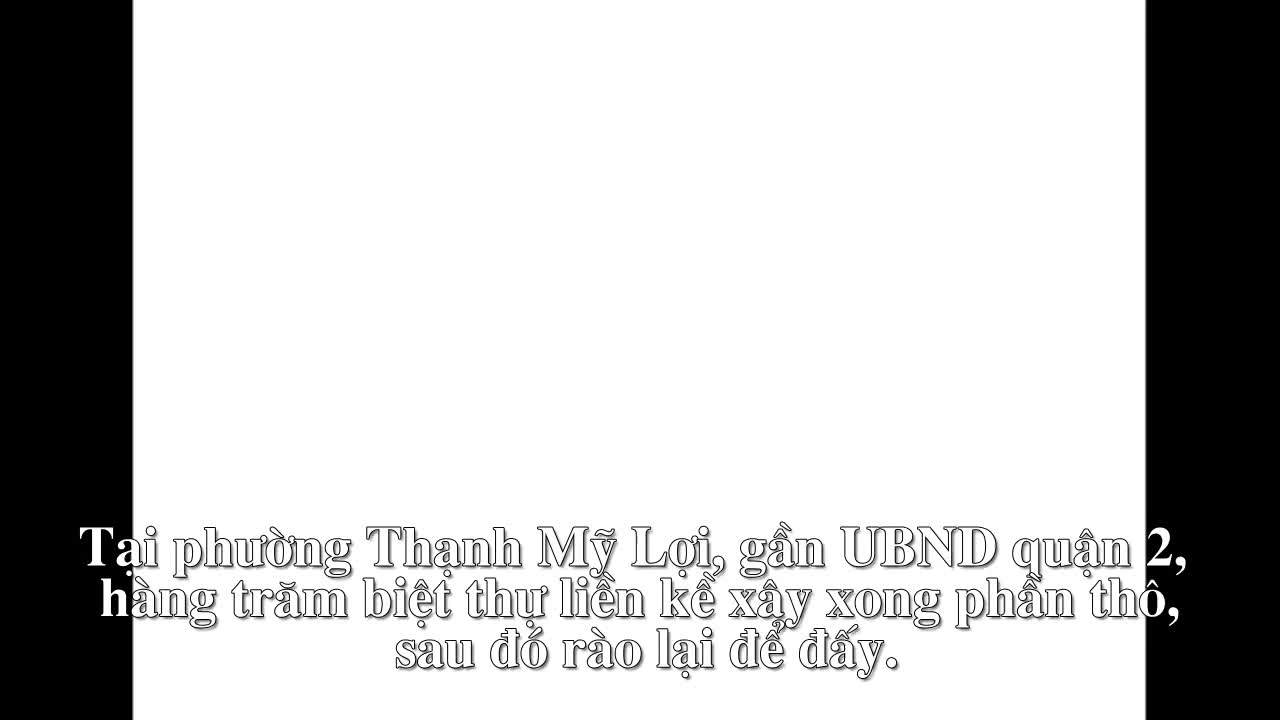 Tại phường Thạnh Mỹ Lợi, gần UBND quận 2,
hàng trăm biệt thự liền kề xây xong phần thô,
sau đó rào lại để đấy.